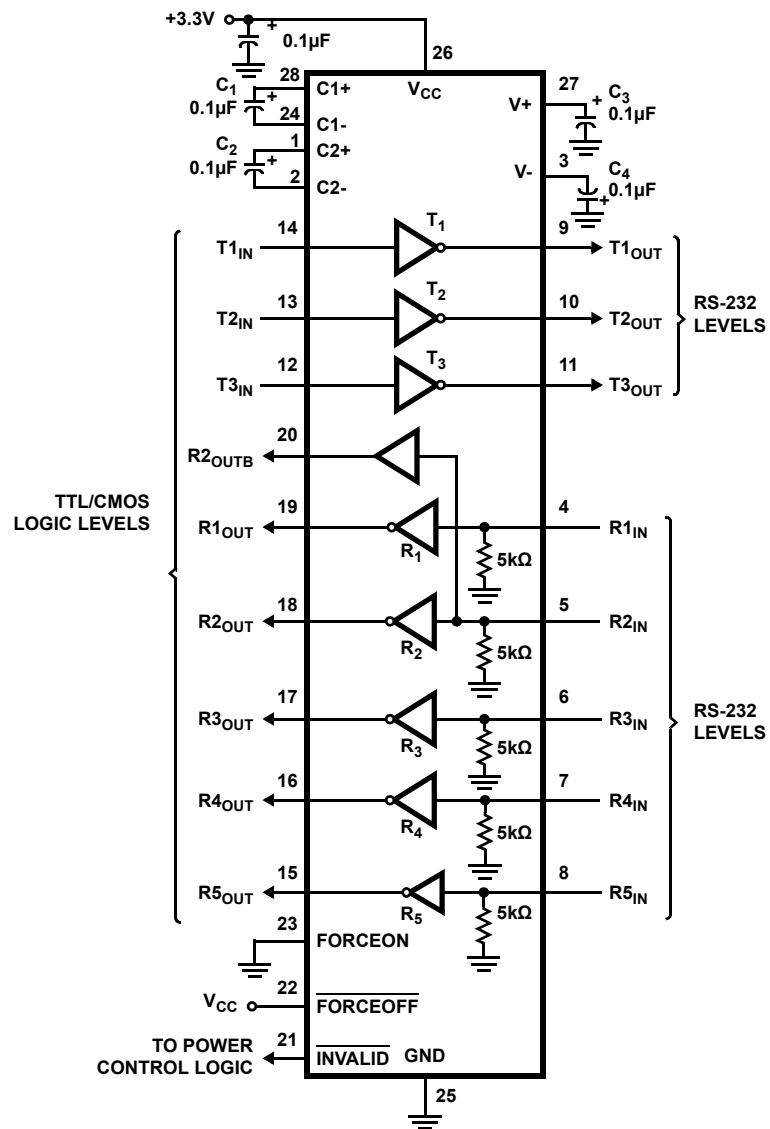 +3.3V
+
0.1µF
26
28
C1+
VCC
27
C1
0.1µF
+
24
C1-
V+
+
C3
0.1µF
C2
0.1µF
+
1
C2+
2
C2-
3
V-
C4
0.1µF
+
14
T1
9
T1IN
T1OUT
13
T2
10
T2IN
T2OUT
RS-232
LEVELS
12
T3
11
T3IN
T3OUT
20
R2OUTB
TTL/CMOS
LOGIC LEVELS
19
4
R1OUT
R1IN
R1
5kΩ
18
5
R2OUT
R2IN
R2
5kΩ
17
6
R3OUT
R3IN
R3
5kΩ
RS-232
LEVELS
16
7
R4OUT
R4IN
R4
5kΩ
15
8
R5OUT
R5IN
R5
5kΩ
23
FORCEON
22
VCC
FORCEOFF
21
TO POWER
CONTROL LOGIC
INVALID
GND
25